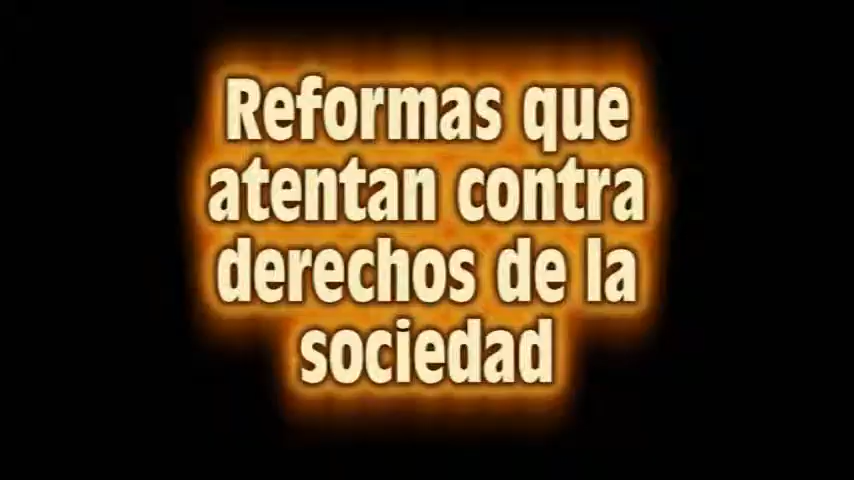 Reformas que
atentan contra
derechos de la
sociedad